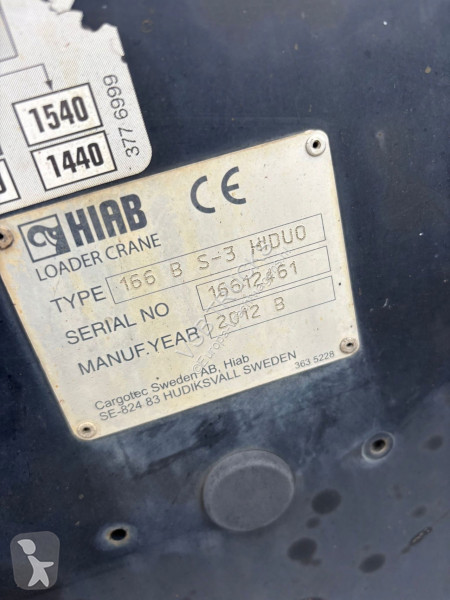 1540
1440
377 6999
HIAB
CE
LOADER CRANE
TYPE 166 B S-3 HIDUO
SERIAL NO 16612461
MANUF.YEAR 2012 B
Cargotec Sweden AB, Hiab
SE-824 83 HUDIKSVALL SWEDEN
363 5228